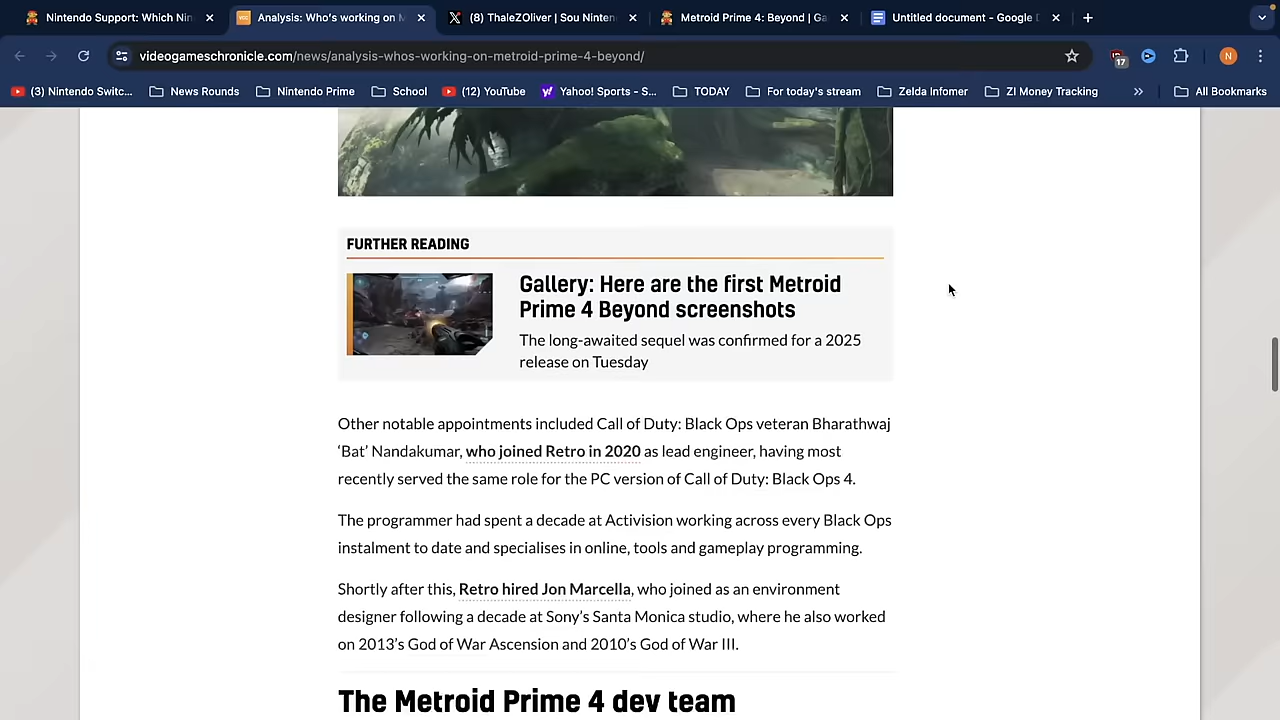 Nintendo Support: Which Nin
Analysis: Who's working on M
(8) ThatsZOliver | Sou Ninten
Metroid Prime 4: Beyond | Ga
Untitled document - Google D
videogameschronicle.com/news/analysis-whos-working-on-metroid-prime-4-beyond/
17
N
(3) Nintendo Switc...
News Rounds
Nintendo Prime
School
(12) YouTube
Yahoo! Sports - S...
TODAY
For today's stream
Zelda Infomer
ZI Money Tracking
»
All Bookmarks
FURTHER READING
Gallery: Here are the first Metroid
Prime 4 Beyond screenshots
The long-awaited sequel was confirmed for a 2025
release on Tuesday
Other notable appointments included Call of Duty: Black Ops veteran Bharathwaj
‘Bat’ Nandakumar, who joined Retro in 2020 as lead engineer, having most
recently served the same role for the PC version of Call of Duty: Black Ops 4.
The programmer had spent a decade at Activision working across every Black Ops
instalment to date and specialises in online, tools and gameplay programming.
Shortly after this, Retro hired Jon Marcella, who joined as an environment
designer following a decade at Sony’s Santa Monica studio, where he also worked
on 2013’s God of War Ascension and 2010’s God of War III.
The Metroid Prime 4 dev team